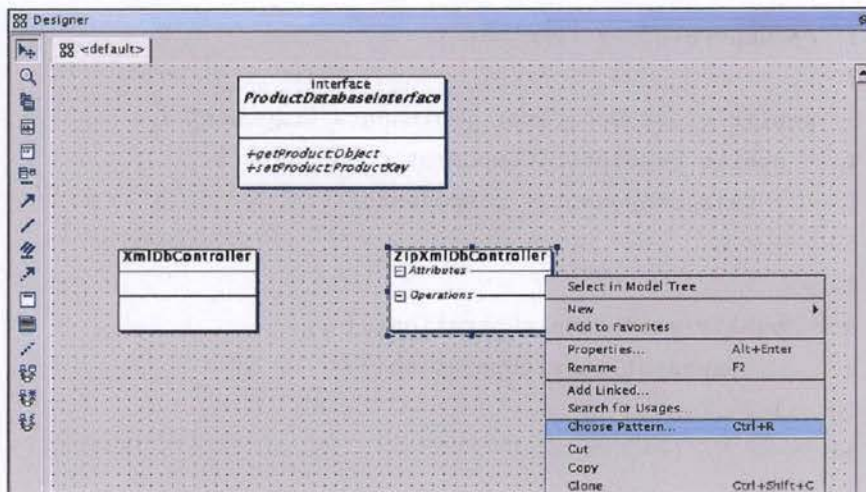 Designer
<default>
interface
ProductDatabaseInterface
+getProduct:Object
+setProduct:ProductKey
XmlDbController
ZipXmlDbController
Attributes
Operations
Select in Model Tree
New
Add to Favorites
Properties... Alt+Enter
Rename F2
Add Linked...
Search for Usages...
Choose Pattern... Ctrl+R
Cut
Copy
Clone Ctrl+Shift+C